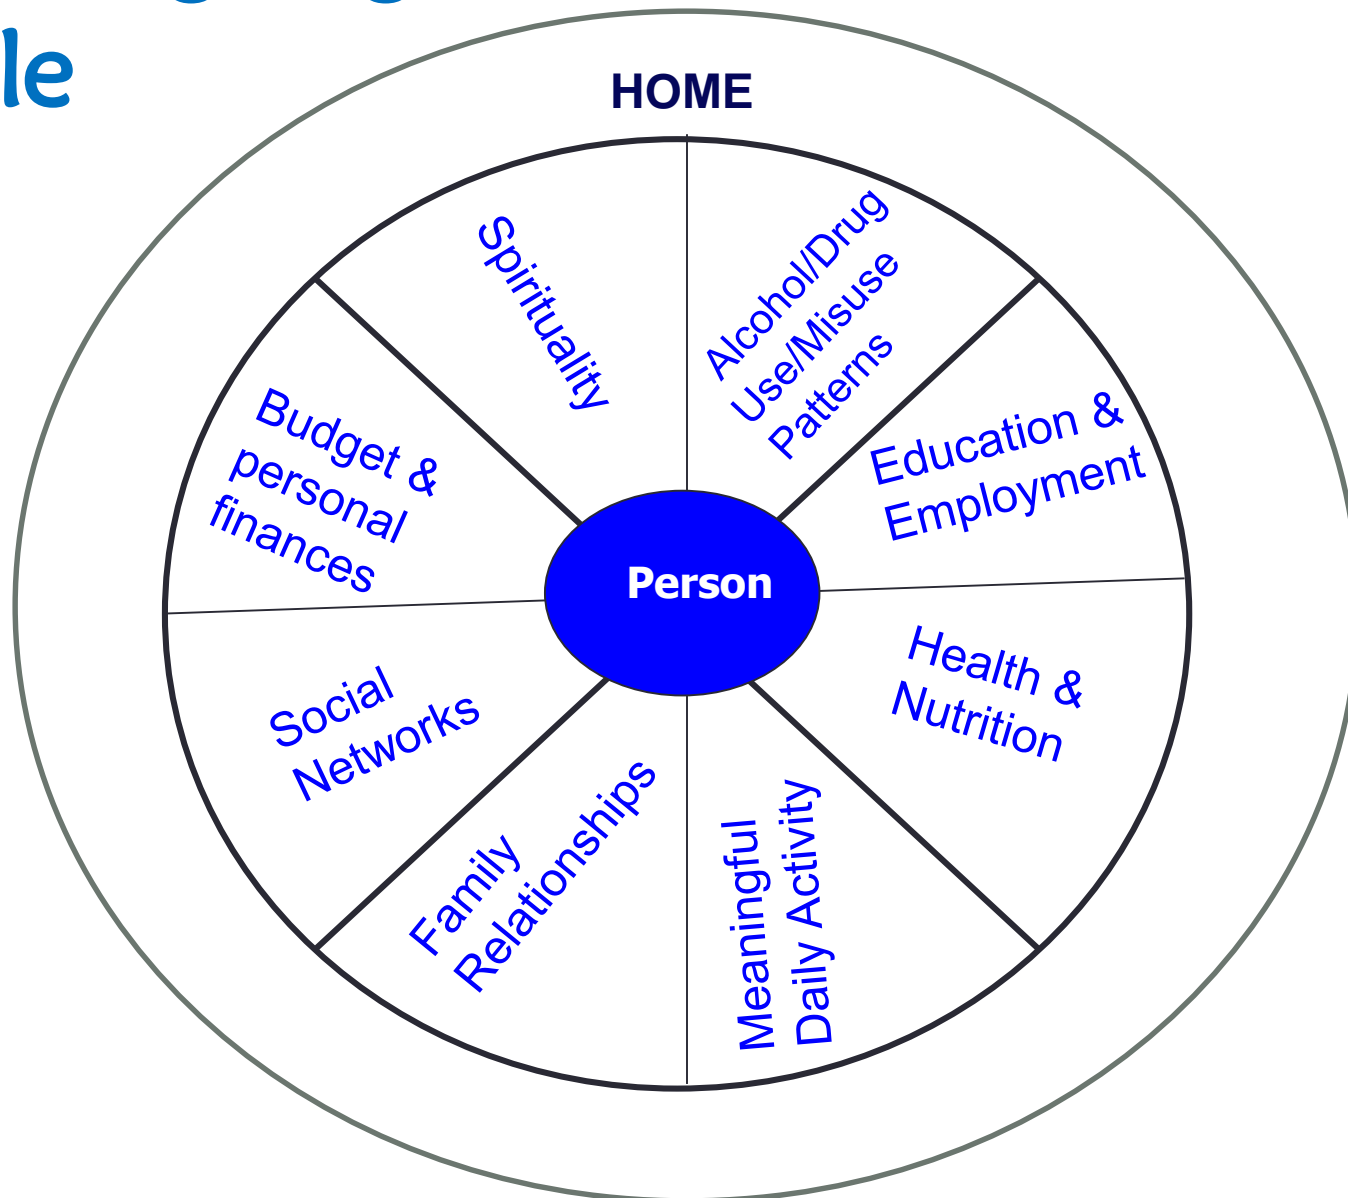 le
HOME
Spirituality
Alcohol/Drug
Use/Misuse
Patterns
Budget &
personal
finances
Education &
Employment
Person
Social
Networks
Health &
Nutrition
Family
Relationships
Meaningful
Daily Activity